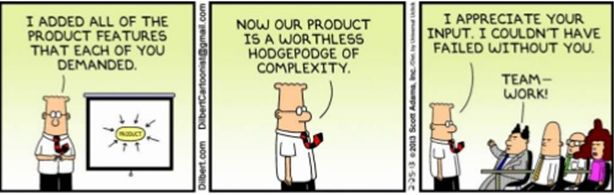 I ADDED ALL OF THE
PRODUCT FEATURES
THAT EACH OF YOU
DEMANDED.
PRODUCT
Dilbert.com DilbertCartoonist@gmail.com
NOW OUR PRODUCT
IS A WORTHLESS
HODGEPODGE OF
COMPLEXITY.
2-25-13 ©2013 Scott Adams, Inc. /Dist. by Universal Uclick
I APPRECIATE YOUR
INPUT. I COULDN'T HAVE
FAILED WITHOUT YOU.
TEAM—
WORK!